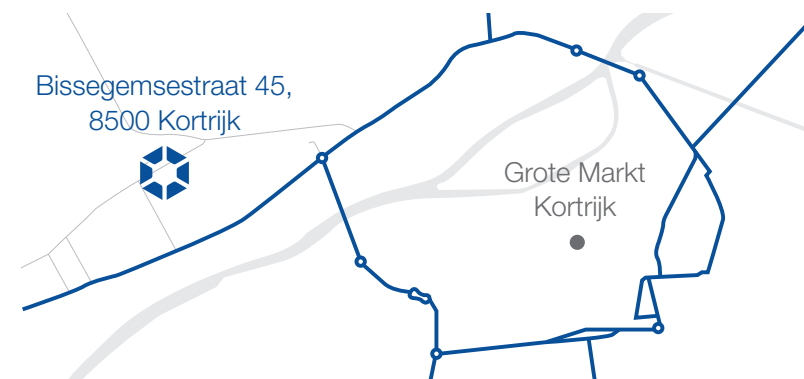 Bissegemsestraat 45,
8500 Kortrijk
Grote Markt
Kortrijk